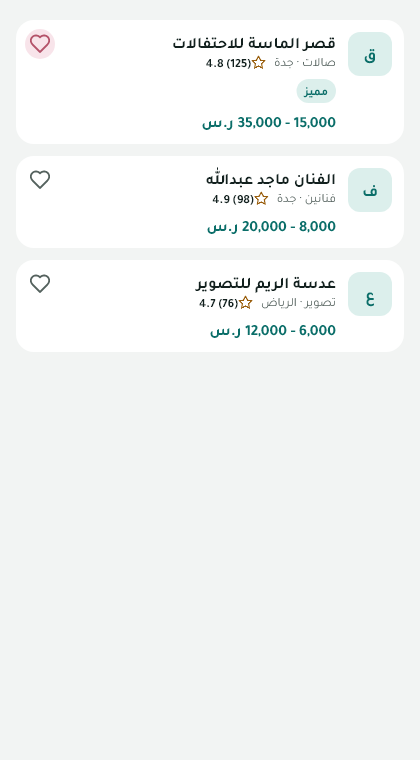 ق
قصر الماسة للاحتفالات
صالات · جدة 4.8 (125)
مميز
15,000 - 35,000 ر.س
ف
الفنان ماجد عبدالله
فنانين · جدة 4.9 (98)
8,000 - 20,000 ر.س
ع
عدسة الريم للتصوير
تصوير · الرياض 4.7 (76)
6,000 - 12,000 ر.س